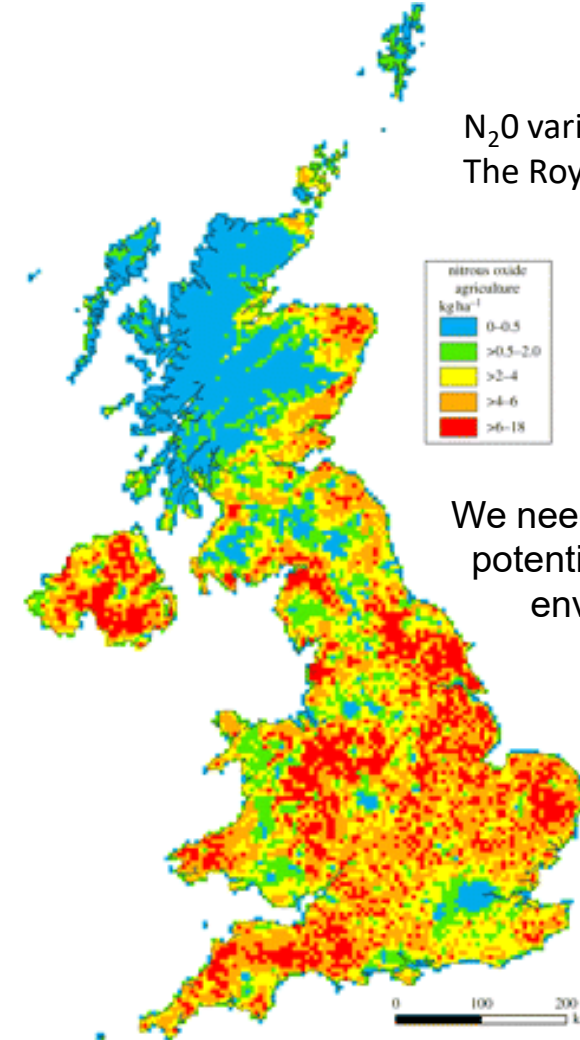 N₂0 vari
The Roy
nitrous oxide
agriculture
kg ha⁻¹
0–0.5
>0.5–2.0
>2–4
>4–6
>6–18
We nee
potenti
env
0 100 200
k